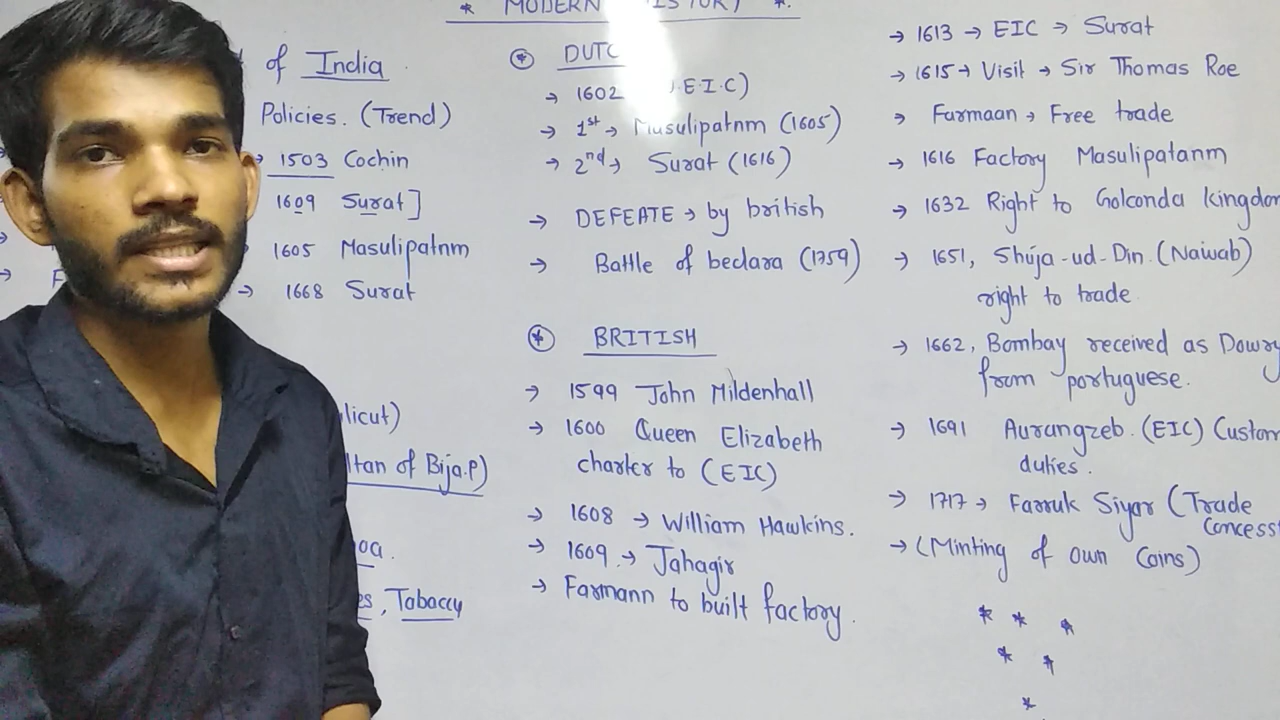 * MODERN HISTORY *
of India
Policies. (Trend)
1503 Cochin
1609 Surat]
1605 Masulipatnm
→ 1668 Surat
licut)
ltan of Bija.P)
oa.
es, Tobaccy
⊛ DUTC
→ 1602 .E.I.C)
→ 1st → Masulipatnm (1605)
→ 2nd → Surat (1616)
→ DEFEATE → by british
→ Battle of bedara (1759)
⊛ BRITISH
→ 1599 John Mildenhall
→ 1600 Queen Elizabeth
charter to (EIC)
→ 1608 → William Hawkins.
→ 1609 → Jahagir
→ Farmann to built factory.
→ 1613 → EIC → Surat
→ 1615 → Visit → Sir Thomas Roe
→ Farmaan → Free trade
→ 1616 Factory Masulipatanm
→ 1632 Right to Golconda kingdom
→ 1651, Shuja-ud-Din. (Naiwab)
right to trade
→ 1662, Bombay received as Dowry
from portuguese.
→ 1691 Aurangzeb. (EIC) Custom
duties.
→ 1717 → Farruk Siyar (Trade
Concess
→ (Minting of own Coins)
* * *
* *
*